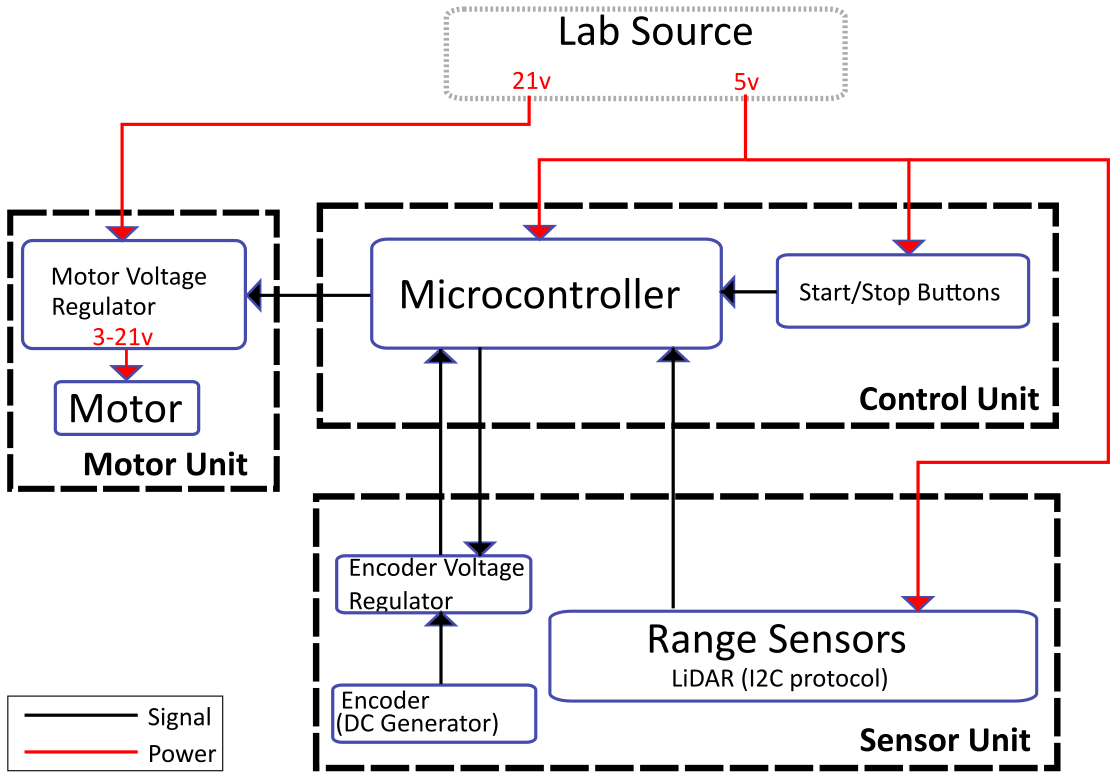 Lab Source
21v
5v
Motor Voltage
Regulator
3-21v
Motor
Motor Unit
Microcontroller
Start/Stop Buttons
Control Unit
Encoder Voltage
Regulator
Encoder
(DC Generator)
Range Sensors
LiDAR (I2C protocol)
Sensor Unit
Signal
Power